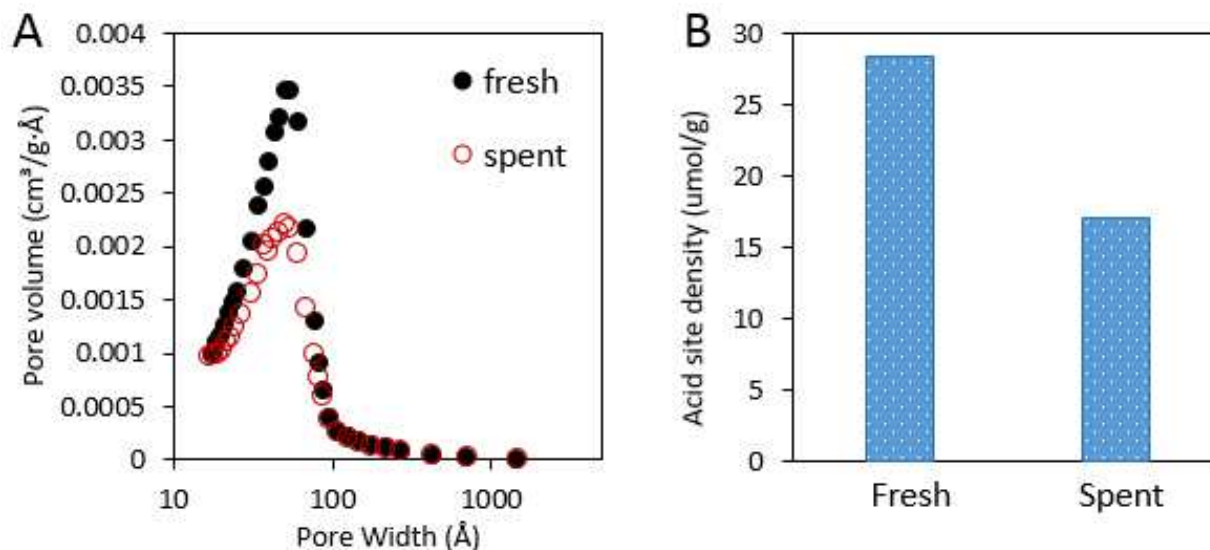 A
Pore volume (cm³/g·Å)
0.004
0.0035
0.003
0.0025
0.002
0.0015
0.001
0.0005
0
fresh
spent
10
100
1000
Pore Width (Å)
B
Acid site density (umol/g)
30
25
20
15
10
5
0
Fresh
Spent